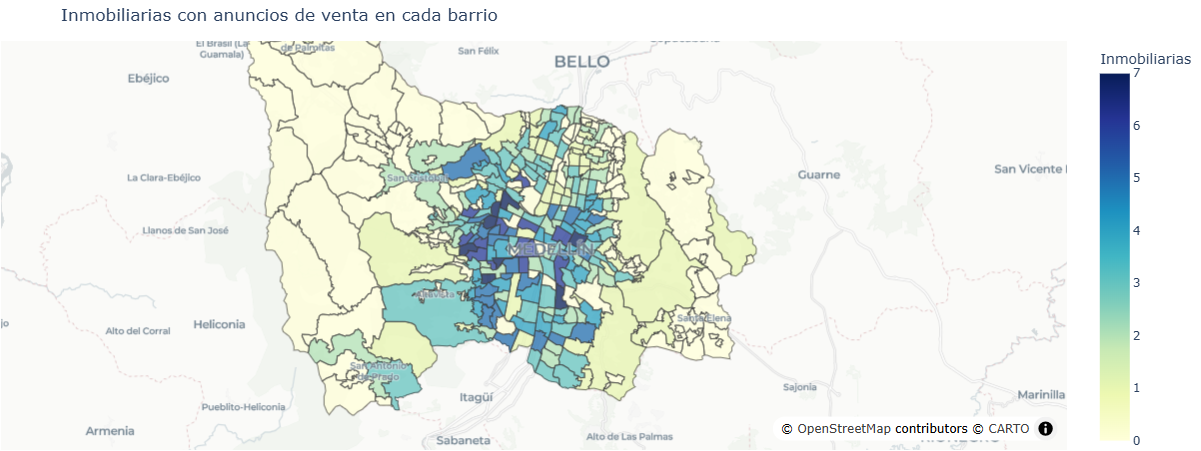 Inmobiliarias con anuncios de venta en cada barrio
El Brasil (La
Guamala)
de Palmitas
San Félix
BELLO
Ebéjico
La Clara-Ebéjico
San Cristóbal
Guarne
San Vicente
Llanos de San José
MEDELLÍN
Altavista
Alto del Corral
Heliconia
Santa Elena
San Antonio
de Prado
Sajonia
Marinilla
Itagüí
Pueblito-Heliconia
Armenia
Sabaneta
Alto de Las Palmas
RIONEGRO
© OpenStreetMap contributors © CARTO
Inmobiliarias
7
6
5
4
3
2
1
0